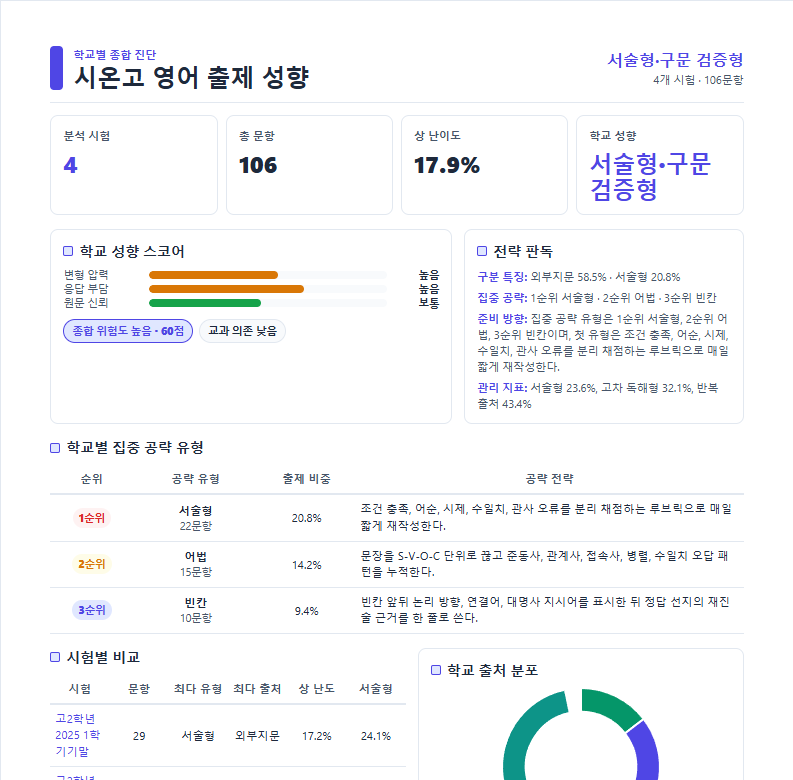 학교별 종합 진단
시온고 영어 출제 성향
서술형·구문 검증형
4개 시험 · 106문항
분석 시험
4
총 문항
106
상 난이도
17.9%
학교 성향
서술형·구문
검증형
학교 성향 스코어
변형 압력 높음
응답 부담 높음
원문 신뢰 보통
종합 위험도 높음 · 60점
교과 의존 낮음
전략 판독
구분 특징: 외부지문 58.5% · 서술형 20.8%
집중 공략: 1순위 서술형 · 2순위 어법 · 3순위 빈칸
준비 방향: 집중 공략 유형은 1순위 서술형, 2순위 어
법, 3순위 빈칸이며, 첫 유형은 조건 충족, 어순, 시제,
수일치, 관사 오류를 분리 채점하는 루브릭으로 매일
짧게 재작성한다.
관리 지표: 서술형 23.6%, 고차 독해형 32.1%, 반복
출처 43.4%
학교별 집중 공략 유형
순위 공략 유형 출제 비중 공략 전략
1순위
서술형
22문항
20.8%
조건 충족, 어순, 시제, 수일치, 관사 오류를 분리 채점하는 루브릭으로 매일
짧게 재작성한다.
2순위
어법
15문항
14.2%
문장을 S-V-O-C 단위로 끊고 준동사, 관계사, 접속사, 병렬, 수일치 오답 패
턴을 누적한다.
3순위
빈칸
10문항
9.4%
빈칸 앞뒤 논리 방향, 연결어, 대명사 지시어를 표시한 뒤 정답 선지의 재진
술 근거를 한 줄로 쓴다.
시험별 비교
시험 문항 최다 유형 최다 출처 상 난도 서술형
고2학년
2025 1학
기기말
29 서술형 외부지문 17.2% 24.1%
학교 출처 분포